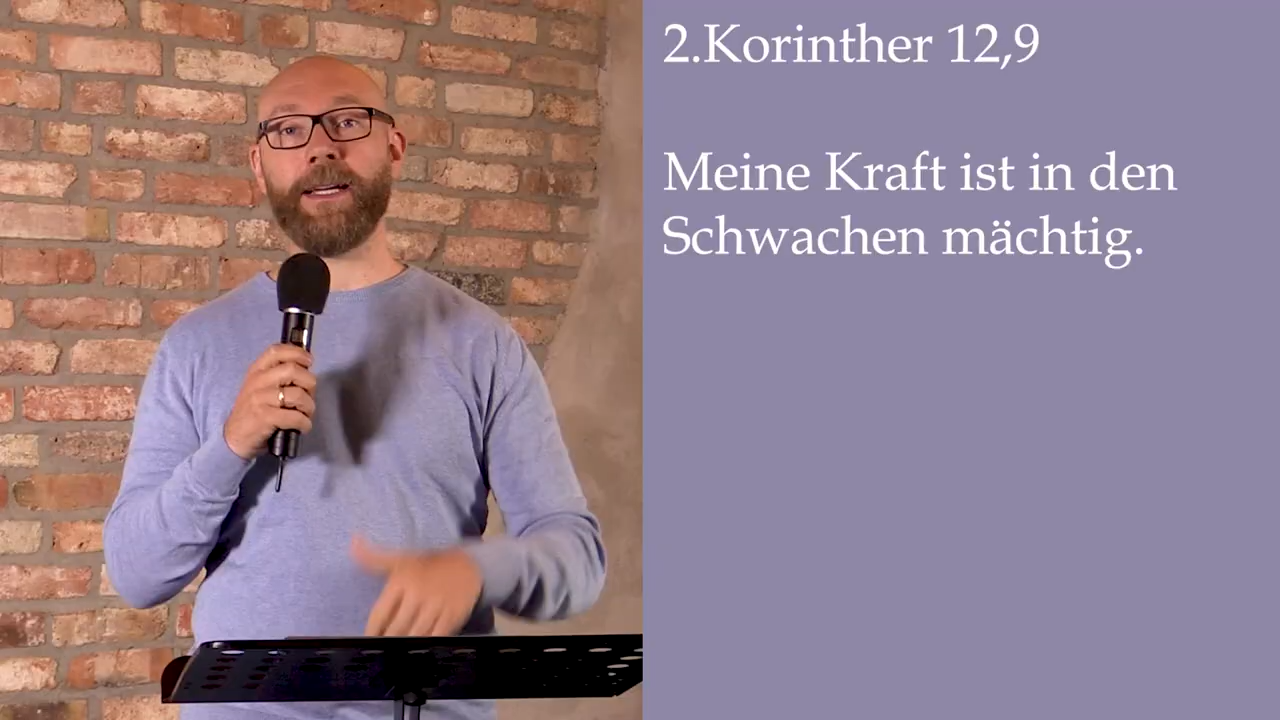 2.Korinther 12,9
Meine Kraft ist in den
Schwachen mächtig.